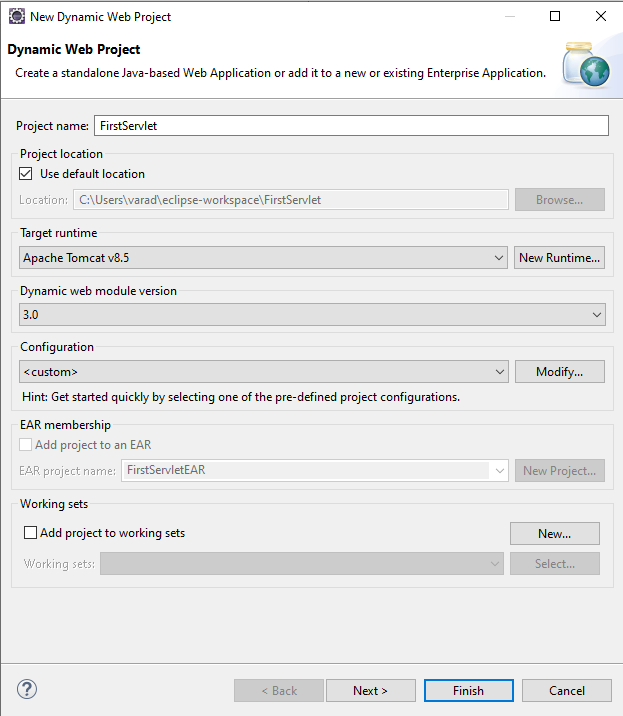 New Dynamic Web Project
Dynamic Web Project
Create a standalone Java-based Web Application or add it to a new or existing Enterprise Application.
Project name: FirstServlet
Project location
Use default location
Location: C:\Users\varad\eclipse-workspace\FirstServlet Browse...
Target runtime
Apache Tomcat v8.5 New Runtime...
Dynamic web module version
3.0
Configuration
<custom> Modify...
Hint: Get started quickly by selecting one of the pre-defined project configurations.
EAR membership
Add project to an EAR
EAR project name: FirstServletEAR New Project...
Working sets
Add project to working sets New...
Working sets: Select...
? < Back Next > Finish Cancel